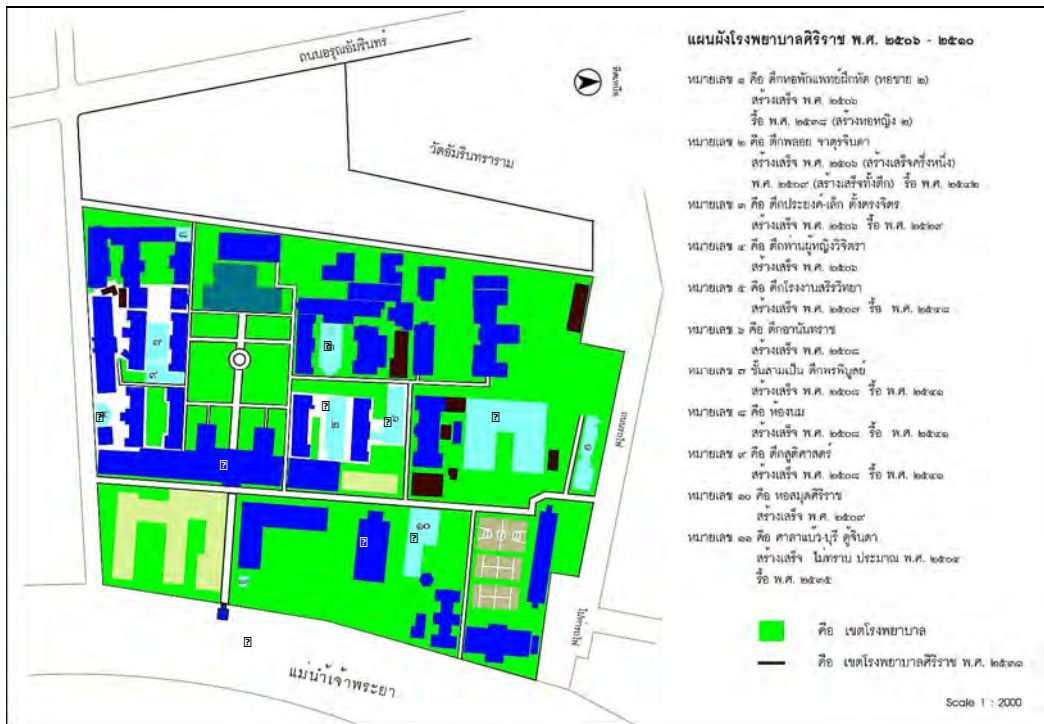 แผนผังโรงพยาบาลศิริราช พ.ศ. ๒๕๐๖ - ๒๕๑๐
หมายเลข ๑ คือ ตึกหอพักแพทย์ฝึกหัด (หอชาย ๒)
สร้างเสร็จ พ.ศ. ๒๕๐๖
รื้อ พ.ศ. ๒๕๓๘ (สร้างหอหญิง ๒)
หมายเลข ๒ คือ ตึกพลอย จาตุรจินดา
สร้างเสร็จ พ.ศ. ๒๕๐๖ (สร้างเสร็จครึ่งหนึ่ง)
พ.ศ. ๒๕๐๙ (สร้างเสร็จทั้งตึก) รื้อ พ.ศ. ๒๕๔๒
หมายเลข ๓ คือ ตึกประยงค์-เล็ก ตั้งตรงจิตร
สร้างเสร็จ พ.ศ. ๒๕๐๖ รื้อ พ.ศ. ๒๕๒๙
หมายเลข ๔ คือ ตึกท่านผู้หญิงวิจิตรา
สร้างเสร็จ พ.ศ. ๒๕๐๖
หมายเลข ๕ คือ ตึกโรงงานสรีรวิทยา
สร้างเสร็จ พ.ศ. ๒๕๐๗ รื้อ พ.ศ.
หมายเลข ๖ คือ ตึกอานันทราช
สร้างเสร็จ พ.ศ. ๒๕๐๘
หมายเลข ๗ ชั้นลามเป็น ตึกพรพิบูลย์
สร้างเสร็จ พ.ศ. ๒๕๐๘ รื้อ พ.ศ. ๒๕๔๑
หมายเลข ๘ คือ ห้องนม
สร้างเสร็จ พ.ศ. ๒๕๐๘ รื้อ พ.ศ. ๒๕๔๑
หมายเลข ๙ คือ ตึกสูติศาสตร์
สร้างเสร็จ พ.ศ. ๒๕๐๘ รื้อ พ.ศ. ๒๕๔๑
หมายเลข ๑๐ คือ หอสมุดศิริราช
สร้างเสร็จ พ.ศ. ๒๕๐๙
หมายเลข ๑๑ คือ ศาลาแบ๊ว-บุรี คูจินดา
สร้างเสร็จ ไม่ทราบ ประมาณ พ.ศ. ๒๕๐๔
รื้อ พ.ศ. ๒๕๓๕
คือ เขตโรงพยาบาล
คือ เขตโรงพยาบาลศิริราช พ.ศ. ๒๕๓๑
Scale 1 : 2000
ถนนอรุณอัมรินทร์
ทิศเหนือ
วัดอัมรินทราราม
๗
๙
๒
๖
๑
๑๐
ถนนรถไฟ
แม่น้ำเจ้าพระยา